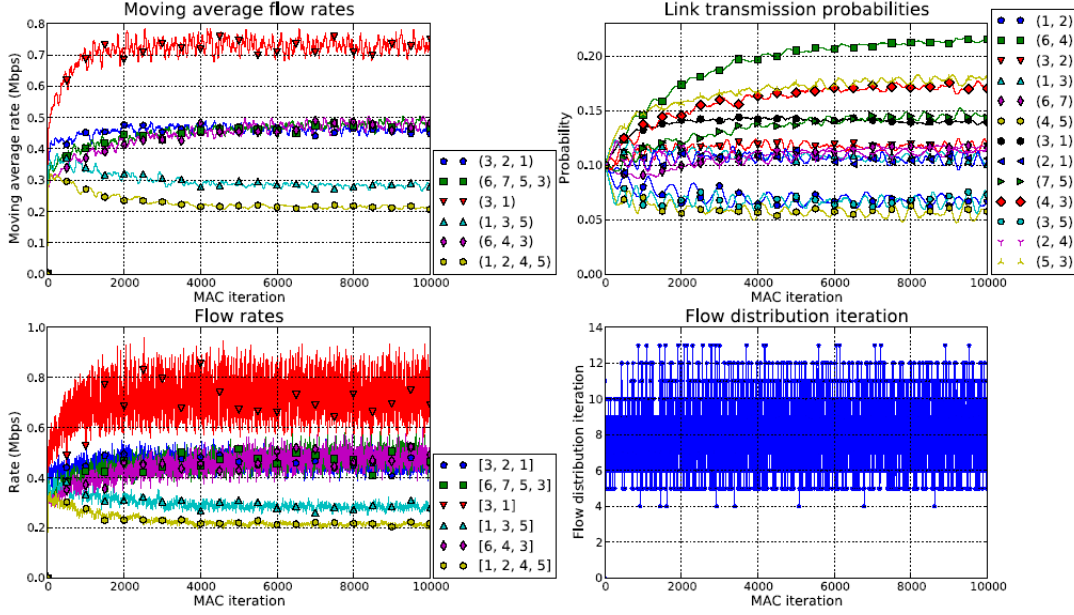 Moving average flow rates
Moving average rate (Mbps)
0.8
0.7
0.6
0.5
0.4
0.3
0.2
0.1
0.0
0 2000 4000 6000 8000 10000
MAC iteration
(3, 2, 1)
(6, 7, 5, 3)
(3, 1)
(1, 3, 5)
(6, 4, 3)
(1, 2, 4, 5)
Link transmission probabilities
Probability
0.20
0.15
0.10
0.05
0.00
0 2000 4000 6000 8000 10000
MAC iteration
(1, 2)
(6, 4)
(3, 2)
(1, 3)
(6, 7)
(4, 5)
(3, 1)
(2, 1)
(7, 5)
(4, 3)
(3, 5)
(2, 4)
(5, 3)
Flow rates
Rate (Mbps)
1.0
0.8
0.6
0.4
0.2
0.0
0 2000 4000 6000 8000 10000
MAC iteration
[3, 2, 1]
[6, 7, 5, 3]
[3, 1]
[1, 3, 5]
[6, 4, 3]
[1, 2, 4, 5]
Flow distribution iteration
Flow distribution iteration
14
12
10
8
6
4
2
0
0 2000 4000 6000 8000 10000
MAC iteration